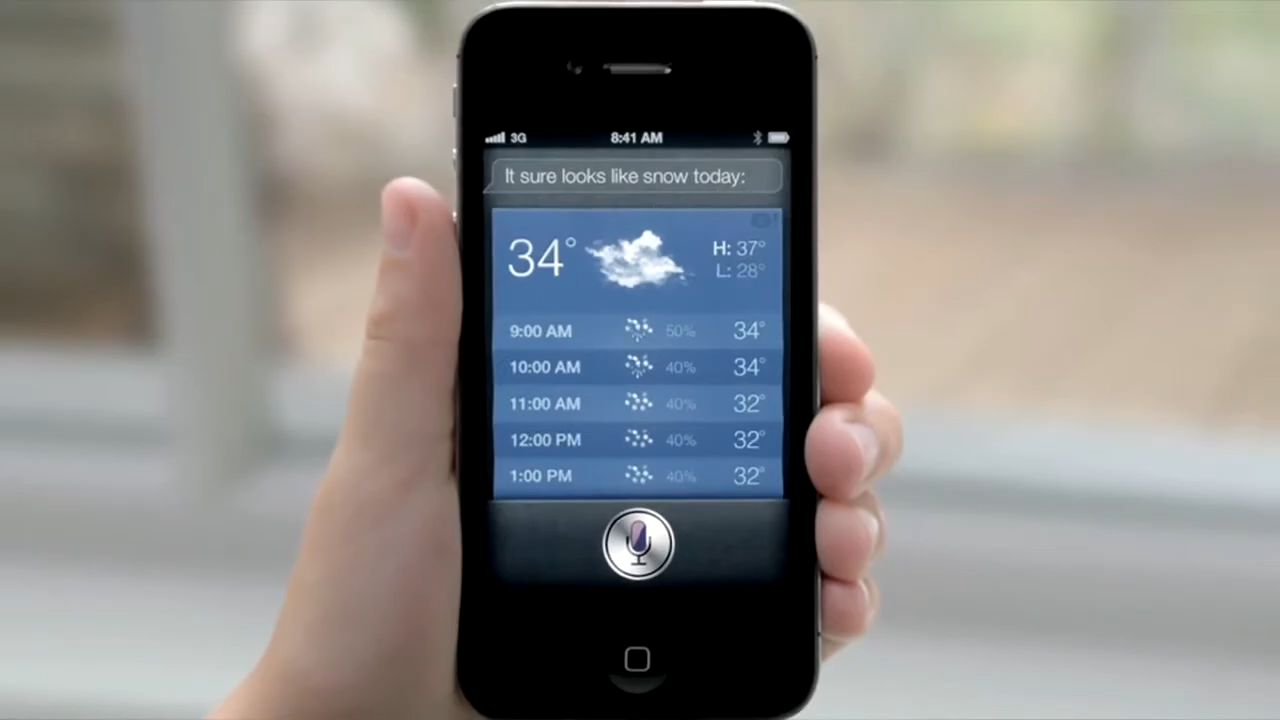 3G 8:41 AM
It sure looks like snow today:
34° H: 37°
L: 28°
9:00 AM 50% 34°
10:00 AM 40% 34°
11:00 AM 40% 32°
12:00 PM 40% 32°
1:00 PM 40% 32°